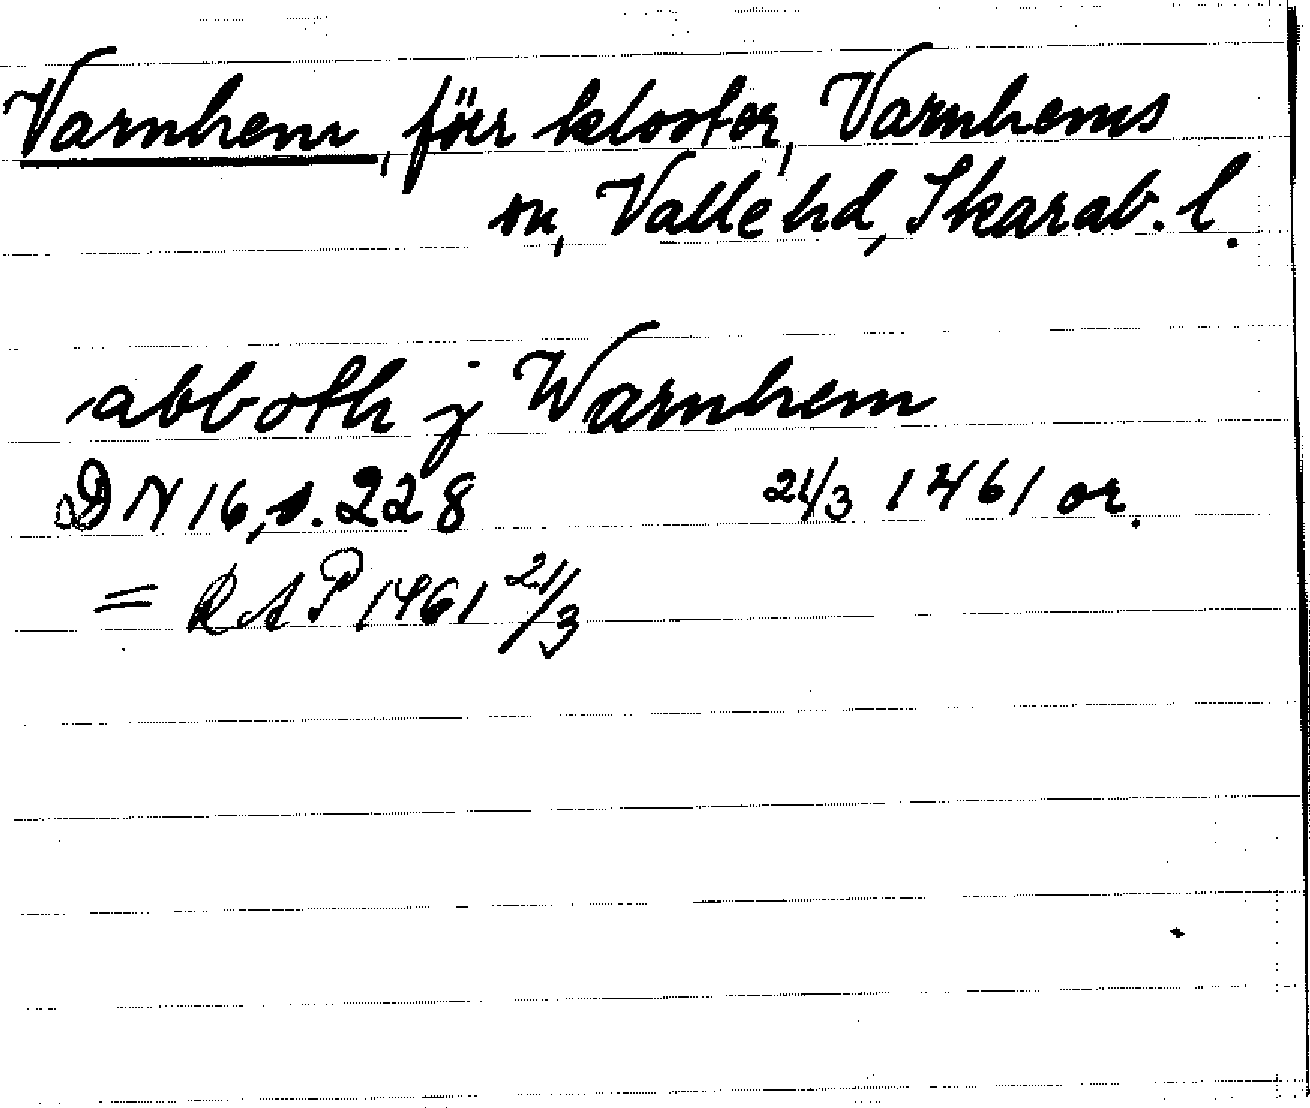 Varnhem, förr kloster, Varnhems
sn, Valle hd, Skarab. l.
abboth j Warnhem
DN 16, s. 228 21/3 1461 or.
= RAP 1461 21/3